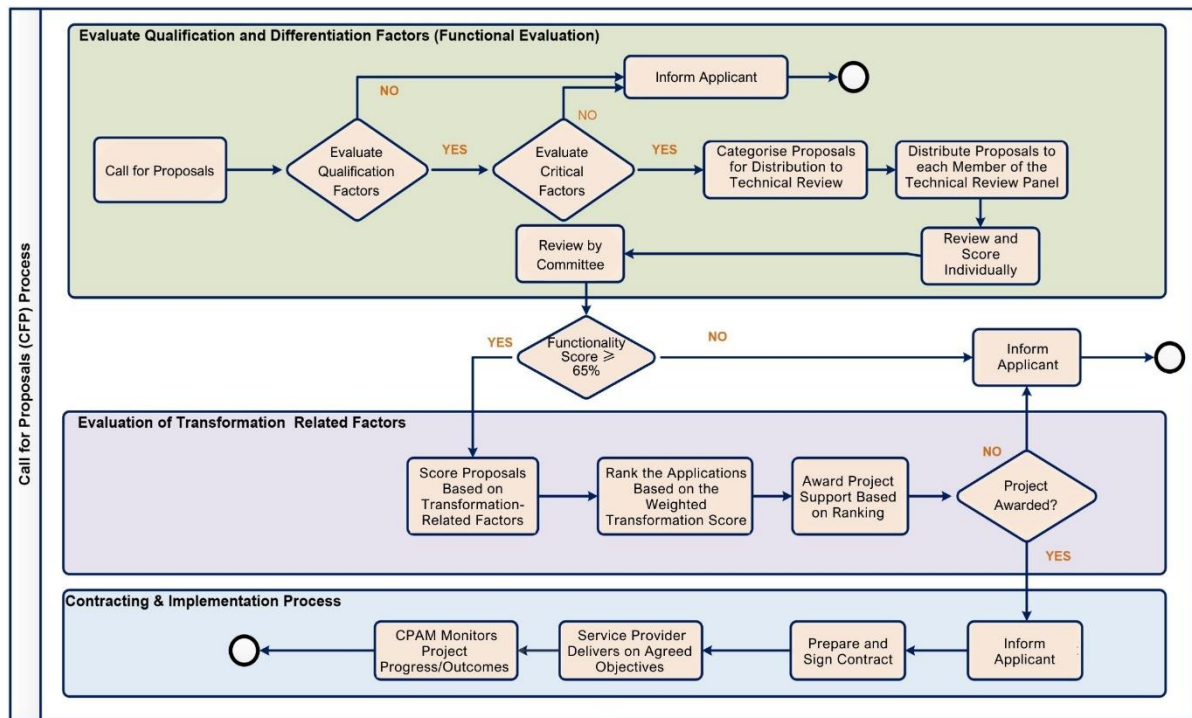 Call for Proposals (CFP) Process
Evaluate Qualification and Differentiation Factors (Functional Evaluation)
Inform Applicant
NO
NO
Call for Proposals
Evaluate
Qualification
Factors
YES
Evaluate
Critical
Factors
YES
Categorise Proposals
for Distribution to
Technical Review
Distribute Proposals to
each Member of the
Technical Review Panel
Review by
Committee
Review and
Score
Individually
YES
Functionality
Score ⩾
65%
NO
Inform
Applicant
Evaluation of Transformation Related Factors
NO
Score Proposals
Based on
Transformation-
Related Factors
Rank the Applications
Based on the
Weighted
Transformation Score
Award Project
Support Based
on Ranking
Project
Awarded?
YES
Contracting & Implementation Process
CPAM Monitors
Project
Progress/Outcomes
Service Provider
Delivers on Agreed
Objectives
Prepare and
Sign Contract
Inform
Applicant